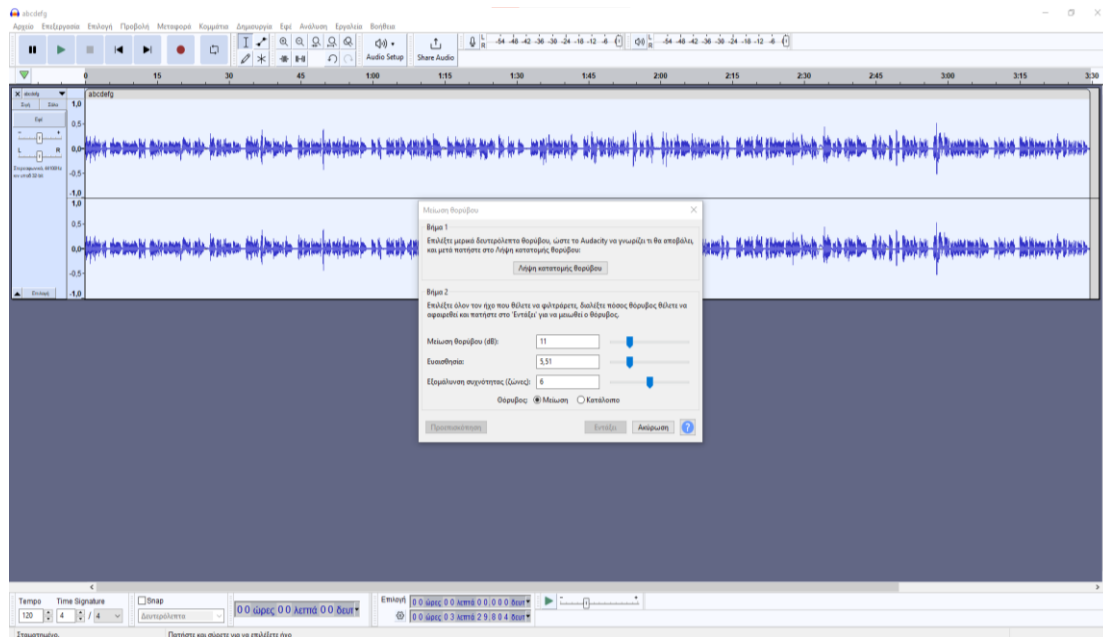 abcdefg
Αρχείο Επεξεργασία Επιλογή Προβολή Μεταφορά Κομμάτια Δημιουργία Εφέ Ανάλυση Εργαλεία Βοήθεια
Audio Setup Share Audio
L R -54 -48 -42 -36 -30 -24 -18 -12 -6 0 L R -54 -48 -42 -36 -30 -24 -18 -12 -6 0
0 15 30 45 1:00 1:15 1:30 1:45 2:00 2:15 2:30 2:45 3:00 3:15 3:30
abcdefg abcdefg
Σιγή Σόλο
Εφέ
- +
L R
Στερεοφωνικό, 44100Hz
Επιλογή
1,0
0,5
0,0
-0,5
-1,0
1,0
0,5
0,0
-0,5
-1,0
Μείωση θορύβου
Βήμα 1
Επιλέξτε μερικά δευτερόλεπτα θορύβου, ώστε το Audacity να γνωρίζει τι θα αποβάλει,
και μετά πατήστε στο Λήψη κατατομής θορύβου:
Λήψη κατατομής θορύβου
Βήμα 2
Επιλέξτε όλον τον ήχο που θέλετε να φιλτράρετε, διαλέξτε πόσος θόρυβος θέλετε να
αφαιρεθεί και πατήστε στο 'Εντάξει' για να μειωθεί ο θόρυβος.
Μείωση θορύβου (dB): 11
Ευαισθησία: 5,51
Εξομάλυνση συχνότητας (ζώνες): 6
Θόρυβος: Μείωση Κατάλοιπο
Προεπισκόπηση Εντάξει Ακύρωση ?
Tempo Time Signature Snap
120 4 / 4 Δευτερόλεπτα
00 ώρες 00 λεπτά 00 δευτ
Επιλογή 00 ώρες 00 λεπτά 00.000 δευτ
00 ώρες 03 λεπτά 29.804 δευτ
Σταματημένο. Πατήστε και σύρετε για να επιλέξετε ήχο